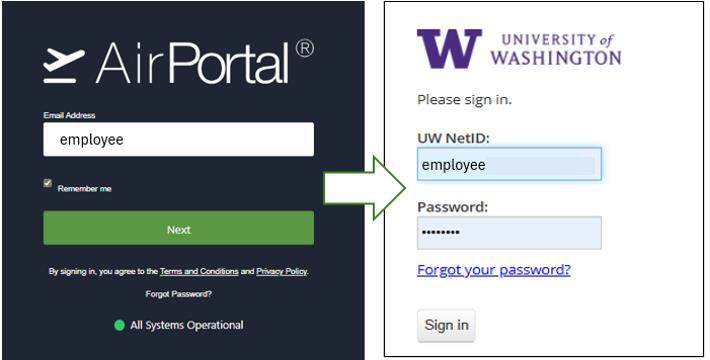 AirPortal®
Email Address
employee
Remember me
Next
By signing in, you agree to the Terms and Conditions and Privacy Policy.
Forgot Password?
All Systems Operational
W UNIVERSITY of
WASHINGTON
Please sign in.
UW NetID:
employee
Password:
••••••••
Forgot your password?
Sign in